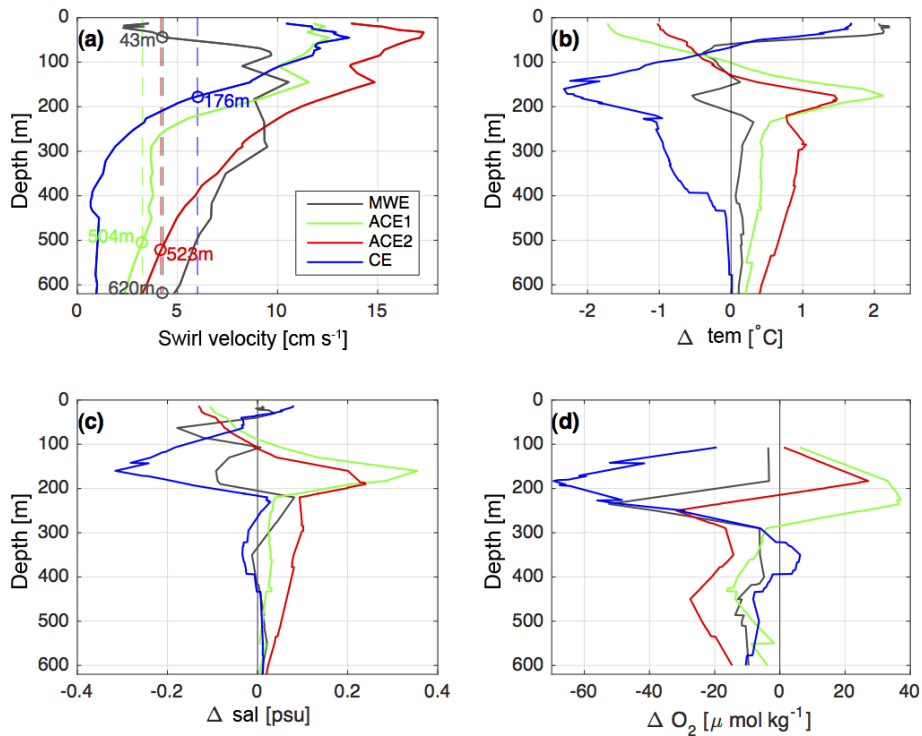 (a)
0
100
200
300
400
500
600
Depth [m]
43m
176m
504m
523m
620m
MWE
ACE1
ACE2
CE
0 5 10 15
Swirl velocity [cm s⁻¹]
(b)
0
100
200
300
400
500
600
Depth [m]
-2 -1 0 1 2
Δ tem [°C]
(c)
0
100
200
300
400
500
600
Depth [m]
-0.4 -0.2 0 0.2 0.4
Δ sal [psu]
(d)
0
100
200
300
400
500
600
Depth [m]
-60 -40 -20 0 20 40
Δ O₂ [μ mol kg⁻¹]